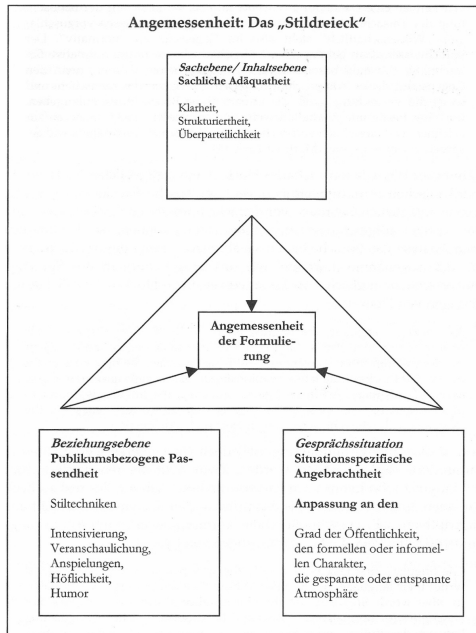 Angemessenheit: Das „Stildreieck“
Sachebene/ Inhaltsebene
Sachliche Adäquatheit
Klarheit,
Strukturiertheit,
Überparteilichkeit
Angemessenheit
der Formulie-
rung
Beziehungsebene
Publikumsbezogene Pas-
sendheit
Stiltechniken
Intensivierung,
Veranschaulichung,
Anspielungen,
Höflichkeit,
Humor
Gesprächssituation
Situationsspezifische
Angebrachtheit
Anpassung an den
Grad der Öffentlichkeit,
den formellen oder informel-
len Charakter,
die gespannte oder entspannte
Atmosphäre